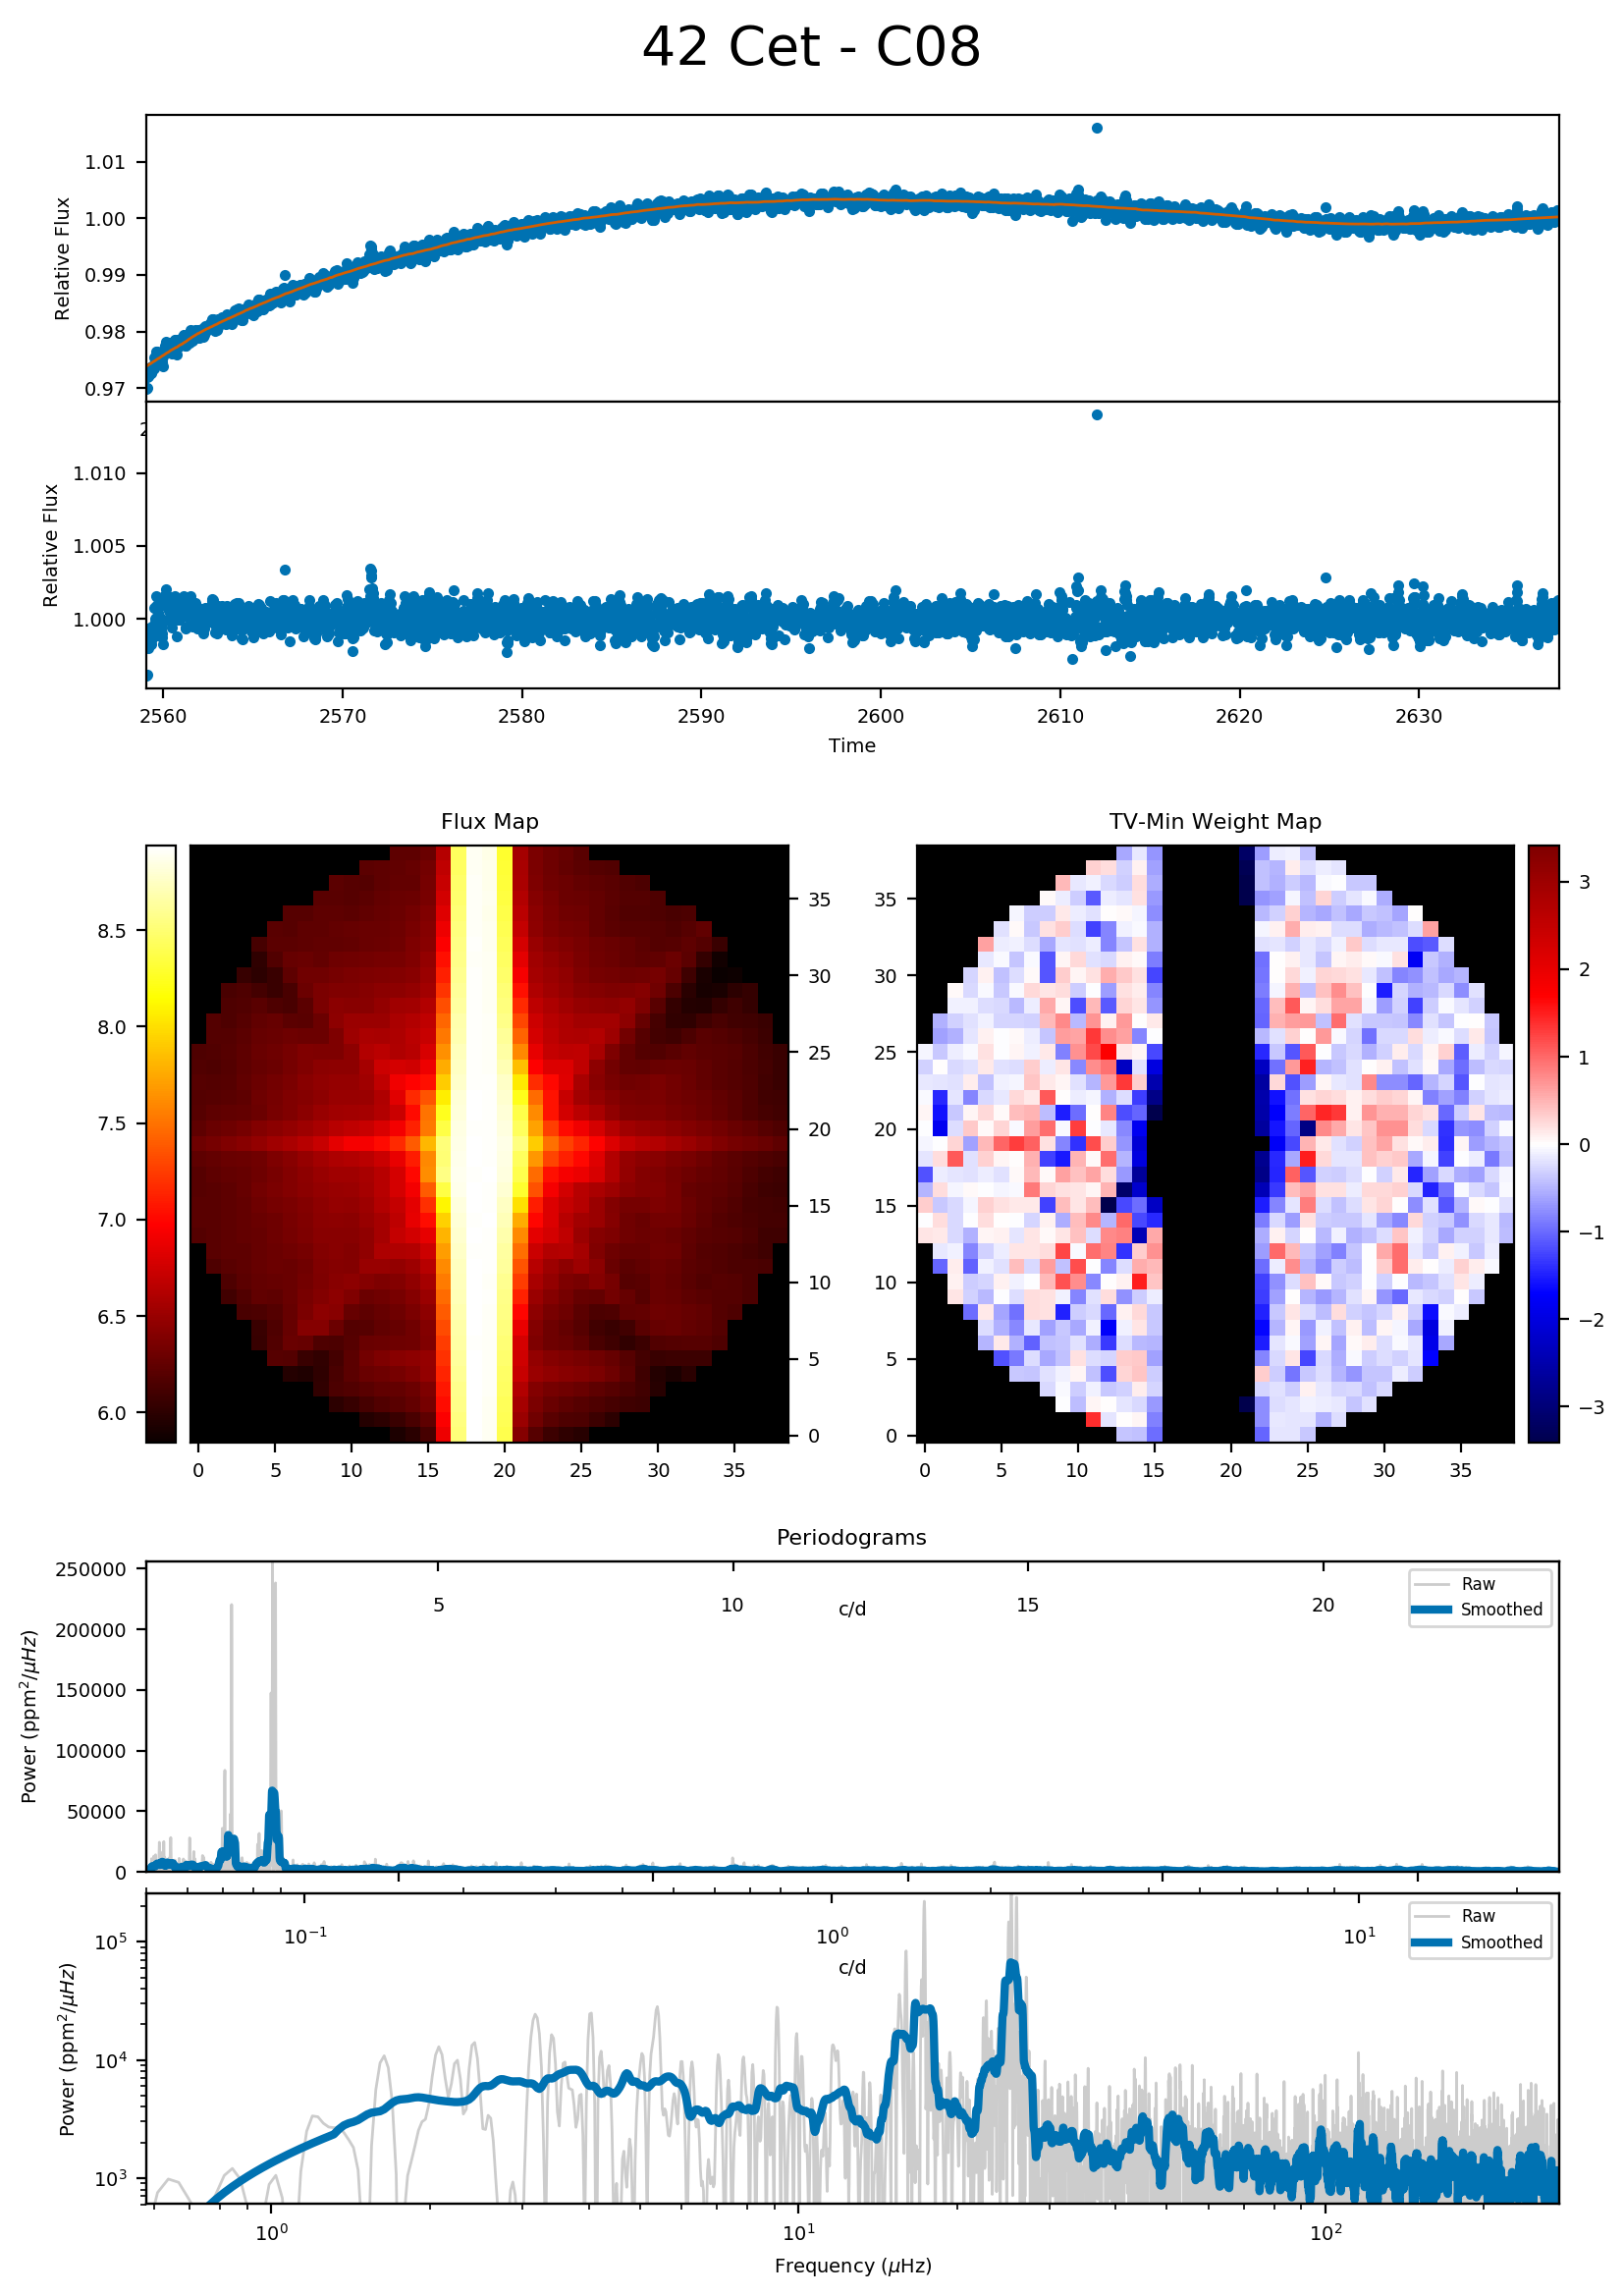 42 Cet - C08
Relative Flux
1.01
1.00
0.99
0.98
0.97
Relative Flux
1.010
1.005
1.000
2560 2570 2580 2590 2600 2610 2620 2630
Time
Flux Map
8.5
8.0
7.5
7.0
6.5
6.0
35
30
25
20
15
10
5
0
0 5 10 15 20 25 30 35
TV-Min Weight Map
35
30
25
20
15
10
5
0
0 5 10 15 20 25 30 35
3
2
1
0
−1
−2
−3
Periodograms
Power (ppm²/μHz)
250000
200000
150000
100000
50000
0
5 10 15 20
c/d
Raw
Smoothed
Power (ppm²/μHz)
10⁵
10⁴
10³
10⁻¹ 10⁰ 10¹
c/d
Raw
Smoothed
10⁰ 10¹ 10²
Frequency (μHz)